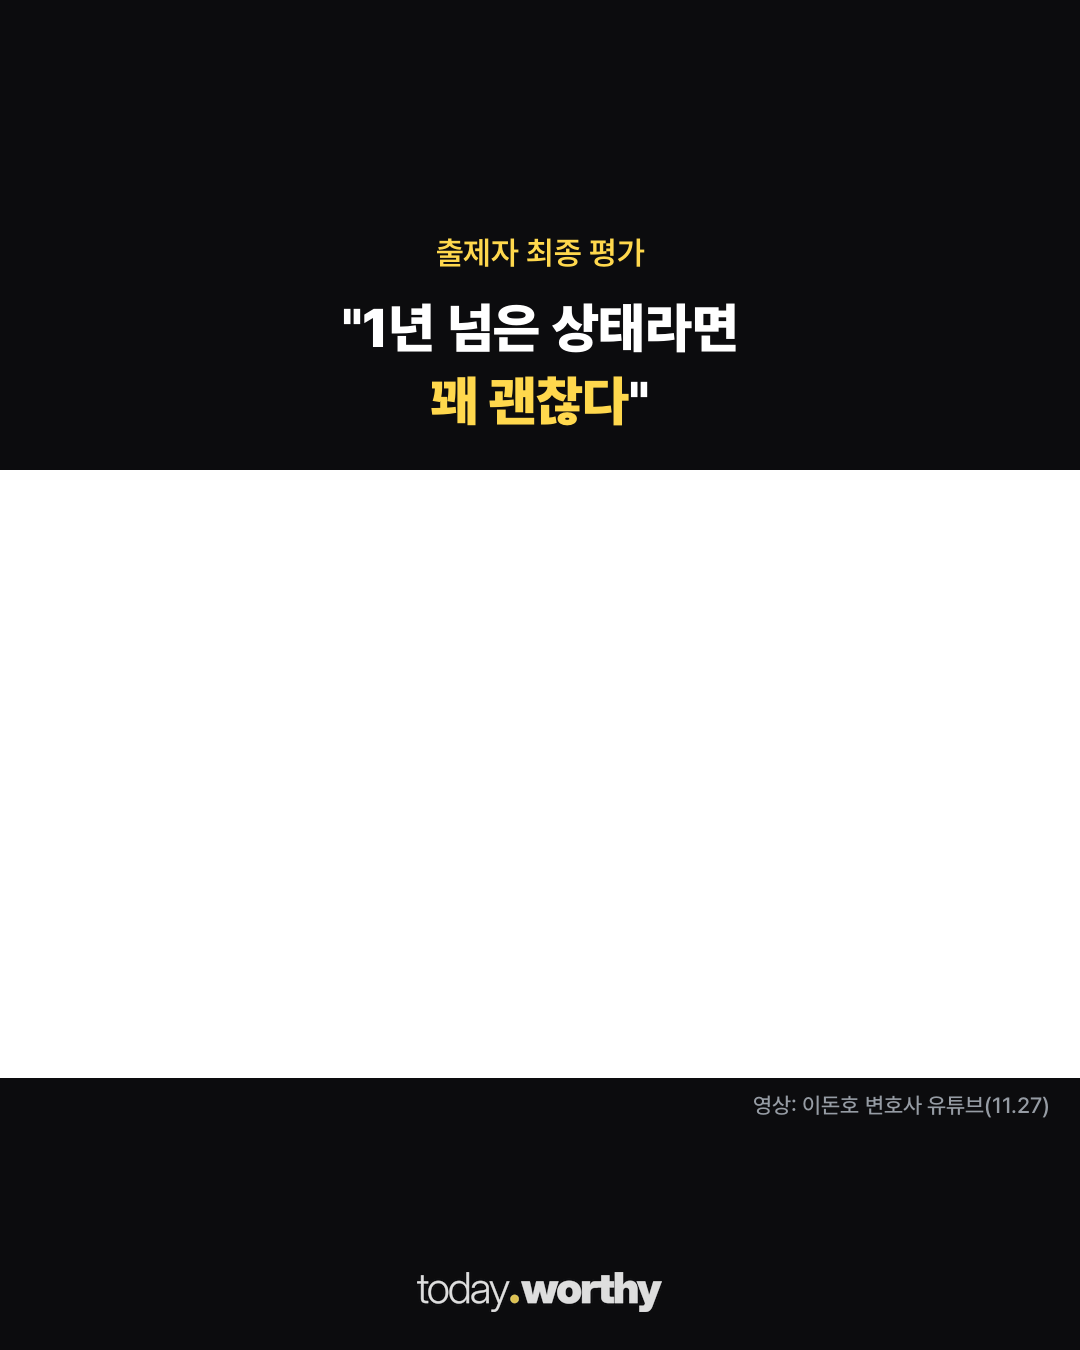 출제자 최종 평가
"1년 넘은 상태라면
꽤 괜찮다"
영상: 이돈호 변호사 유튜브(11.27)
today.worthy